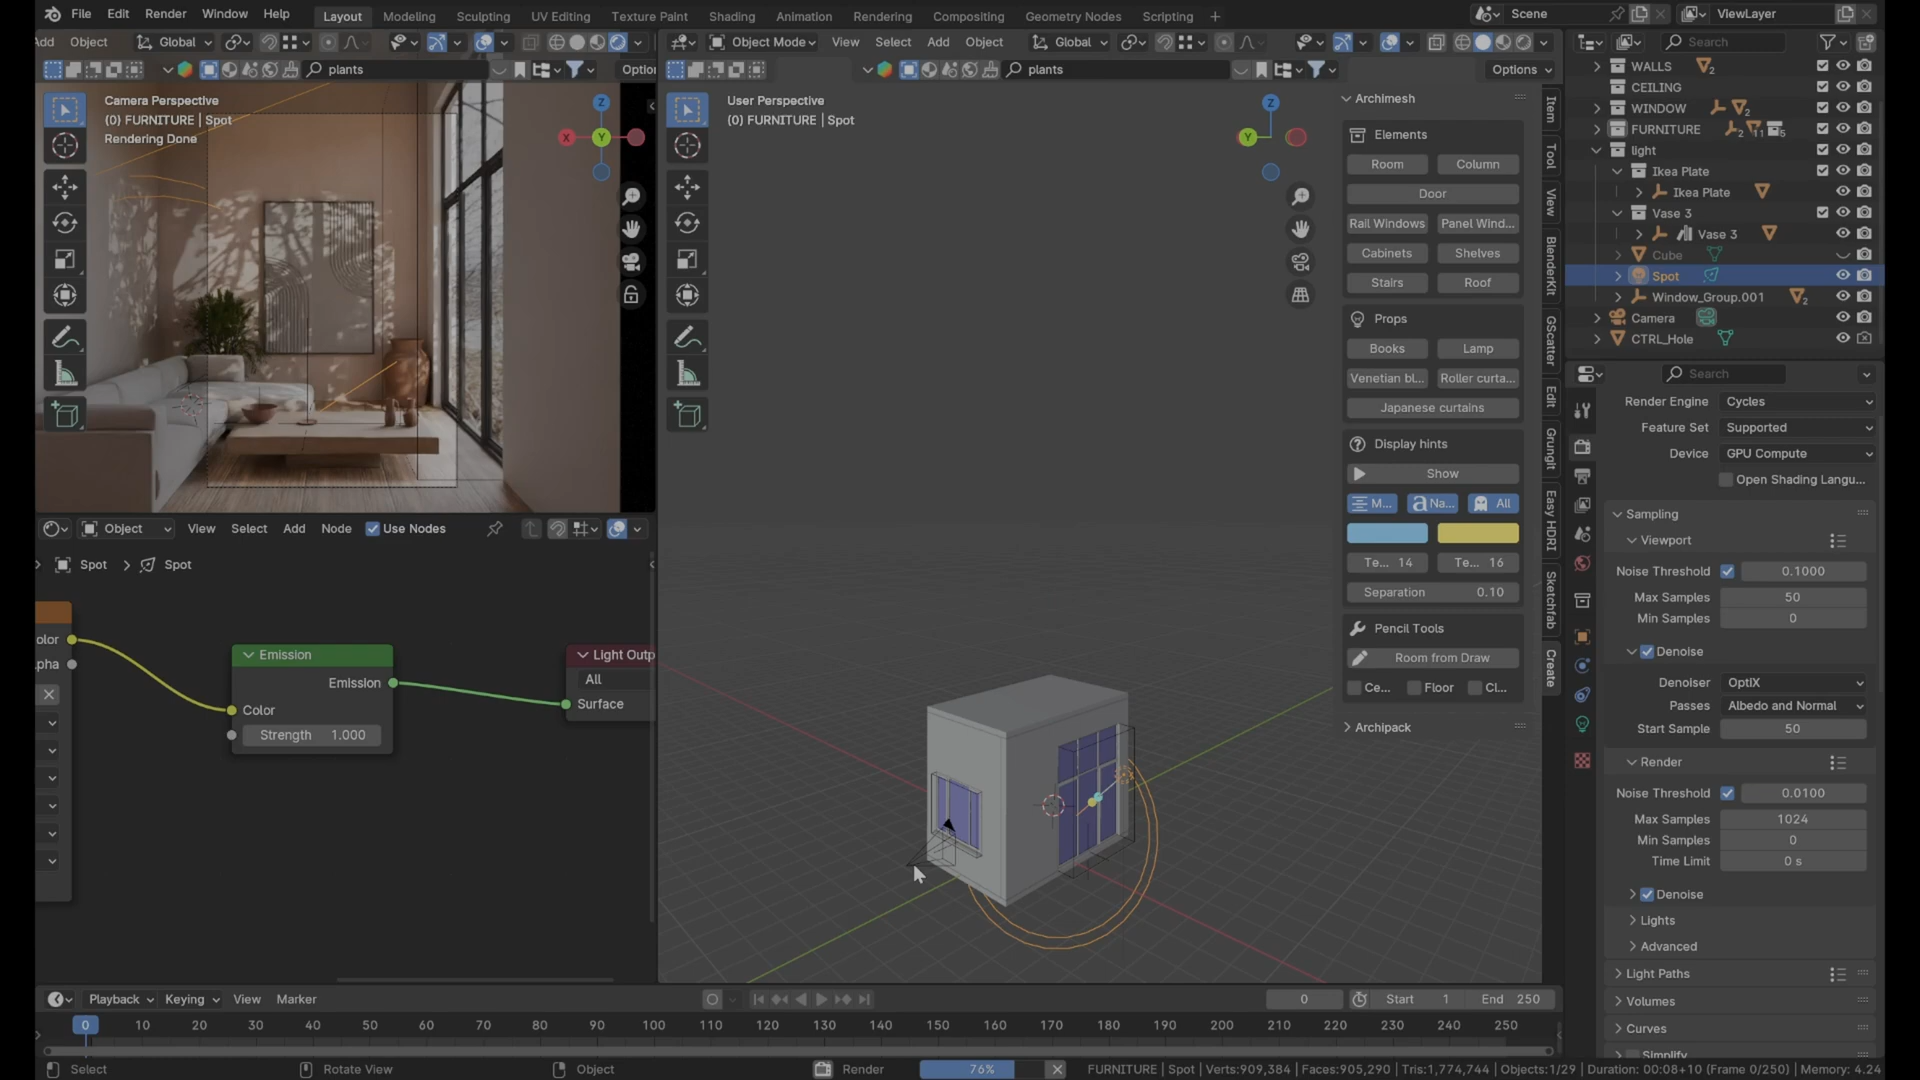 File Edit Render Window Help Layout Modeling Sculpting UV Editing Texture Paint Shading Animation Rendering Compositing Geometry Nodes Scripting + Scene ViewLayer
Add Object Global
Object Mode View Select Add Object Global
Search
plants Optio
plants Options
Camera Perspective
(0) FURNITURE | Spot
Rendering Done
X Y Z
User Perspective
(0) FURNITURE | Spot
Z
Y
Archimesh
Elements
Room Column
Door
Rail Windows Panel Wind...
Cabinets Shelves
Stairs Roof
Props
Books Lamp
Venetian bl... Roller curta...
Japanese curtains
Display hints
Show
M... Na... All
Te... 14 Te... 16
Separation 0.10
Pencil Tools
Room from Draw
Ce... Floor Cl...
Archipack
Item
Tool
View
BlenderKit
GScatter
Edit
Grungit
Easy HDRI
Sketchfab
Create
WALLS 2
CEILING
WINDOW 2
FURNITURE 2 11 5
light
Ikea Plate
Ikea Plate
Vase 3
Vase 3
Cube
Spot
Window_Group.001 2
Camera
CTRL_Hole
Search
Render Engine Cycles
Feature Set Supported
Device GPU Compute
Open Shading Langu...
Sampling
Viewport
Noise Threshold 0.1000
Max Samples 50
Min Samples 0
Denoise
Denoiser OptiX
Passes Albedo and Normal
Start Sample 50
Render
Noise Threshold 0.0100
Max Samples 1024
Min Samples 0
Time Limit 0 s
Denoise
Lights
Advanced
Light Paths
Volumes
Curves
Simplify
Object View Select Add Node Use Nodes
Spot > Spot
olor
lpha
Emission
Emission
Color
Strength 1.000
Light Outp
All
Surface
Playback Keying View Marker 0 Start 1 End 250
0 10 20 30 40 50 60 70 80 90 100 110 120 130 140 150 160 170 180 190 200 210 220 230 240 250
Select Rotate View Object Render 76% FURNITURE | Spot | Verts:909,384 | Faces:905,290 | Tris:1,774,744 | Objects:1/29 | Duration: 00:08+10 (Frame 0/250) | Memory: 4.24